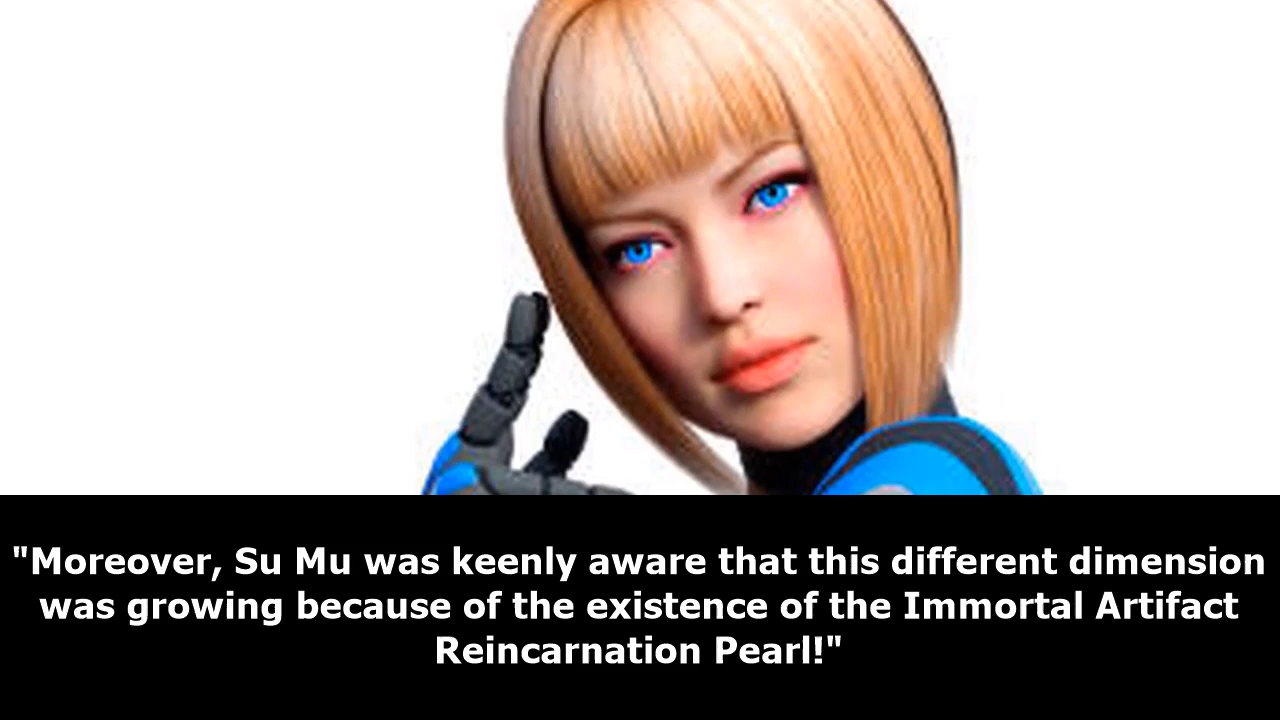 "Moreover, Su Mu was keenly aware that this different dimension
was growing because of the existence of the Immortal Artifact
Reincarnation Pearl!"